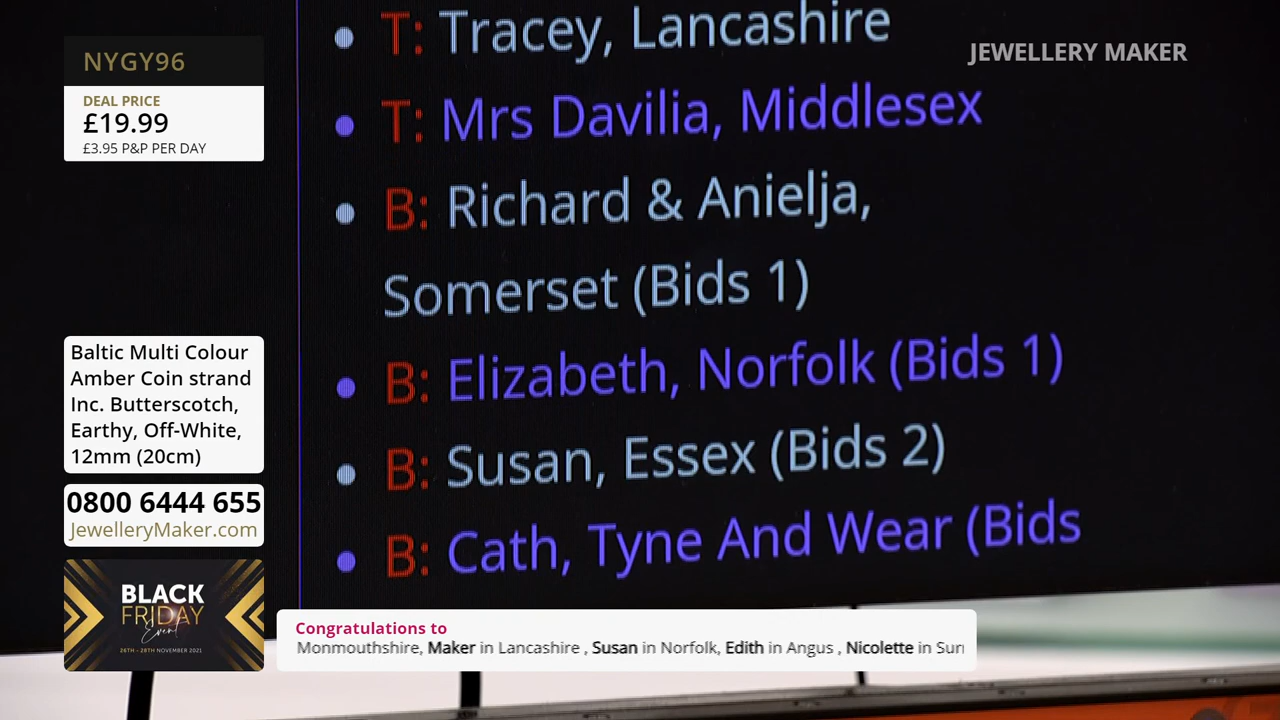 NYGY96
DEAL PRICE
£19.99
£3.95 P&P PER DAY
JEWELLERY MAKER
T: Tracey, Lancashire
T: Mrs Davilia, Middlesex
B: Richard & Anielja,
Somerset (Bids 1)
B: Elizabeth, Norfolk (Bids 1)
B: Susan, Essex (Bids 2)
B: Cath, Tyne And Wear (Bids
Baltic Multi Colour
Amber Coin strand
Inc. Butterscotch,
Earthy, Off-White,
12mm (20cm)
0800 6444 655
JewelleryMaker.com
BLACK
FRIDAY
Event
26TH - 28TH NOVEMBER 2021
Congratulations to
Monmouthshire, Maker in Lancashire , Susan in Norfolk, Edith in Angus , Nicolette in Surr